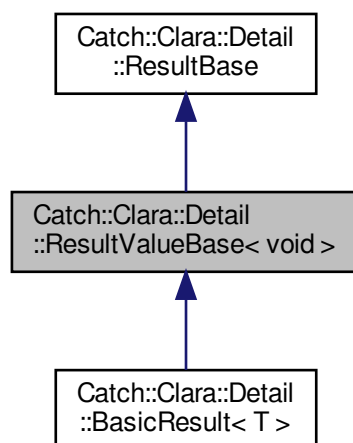 Catch::Clara::Detail
::ResultBase
Catch::Clara::Detail
::ResultValueBase< void >
Catch::Clara::Detail
::BasicResult< T >